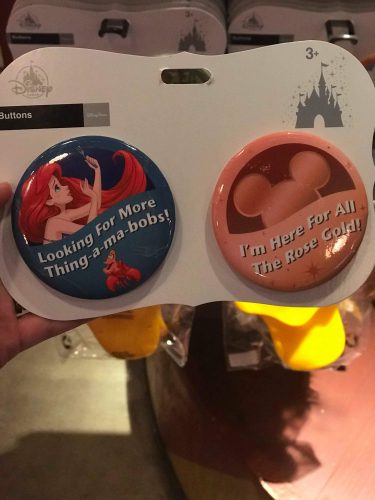 3+
Disney
Buttons
Looking For More
Thing-a-ma-bobs!
I'm Here For All
The Rose Gold!